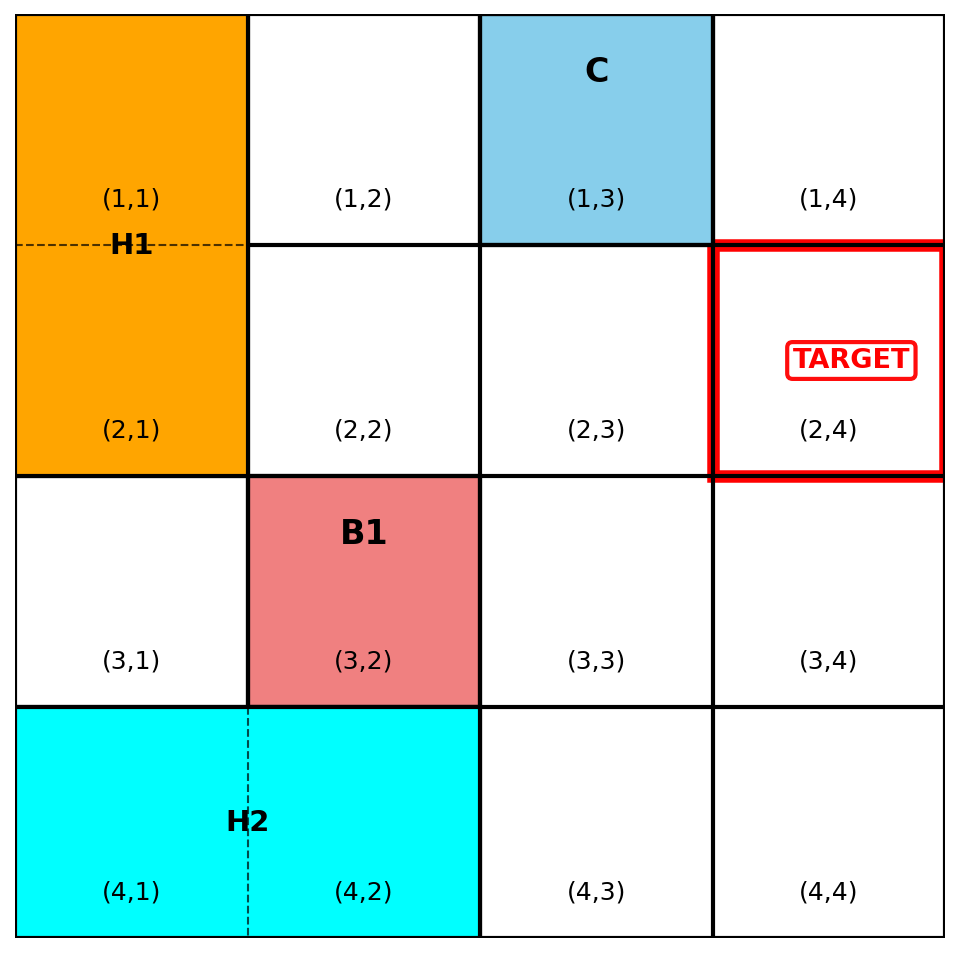 C
(1,1) (1,2) (1,3) (1,4)
H1
TARGET
(2,1) (2,2) (2,3) (2,4)
B1
(3,1) (3,2) (3,3) (3,4)
H2
(4,1) (4,2) (4,3) (4,4)